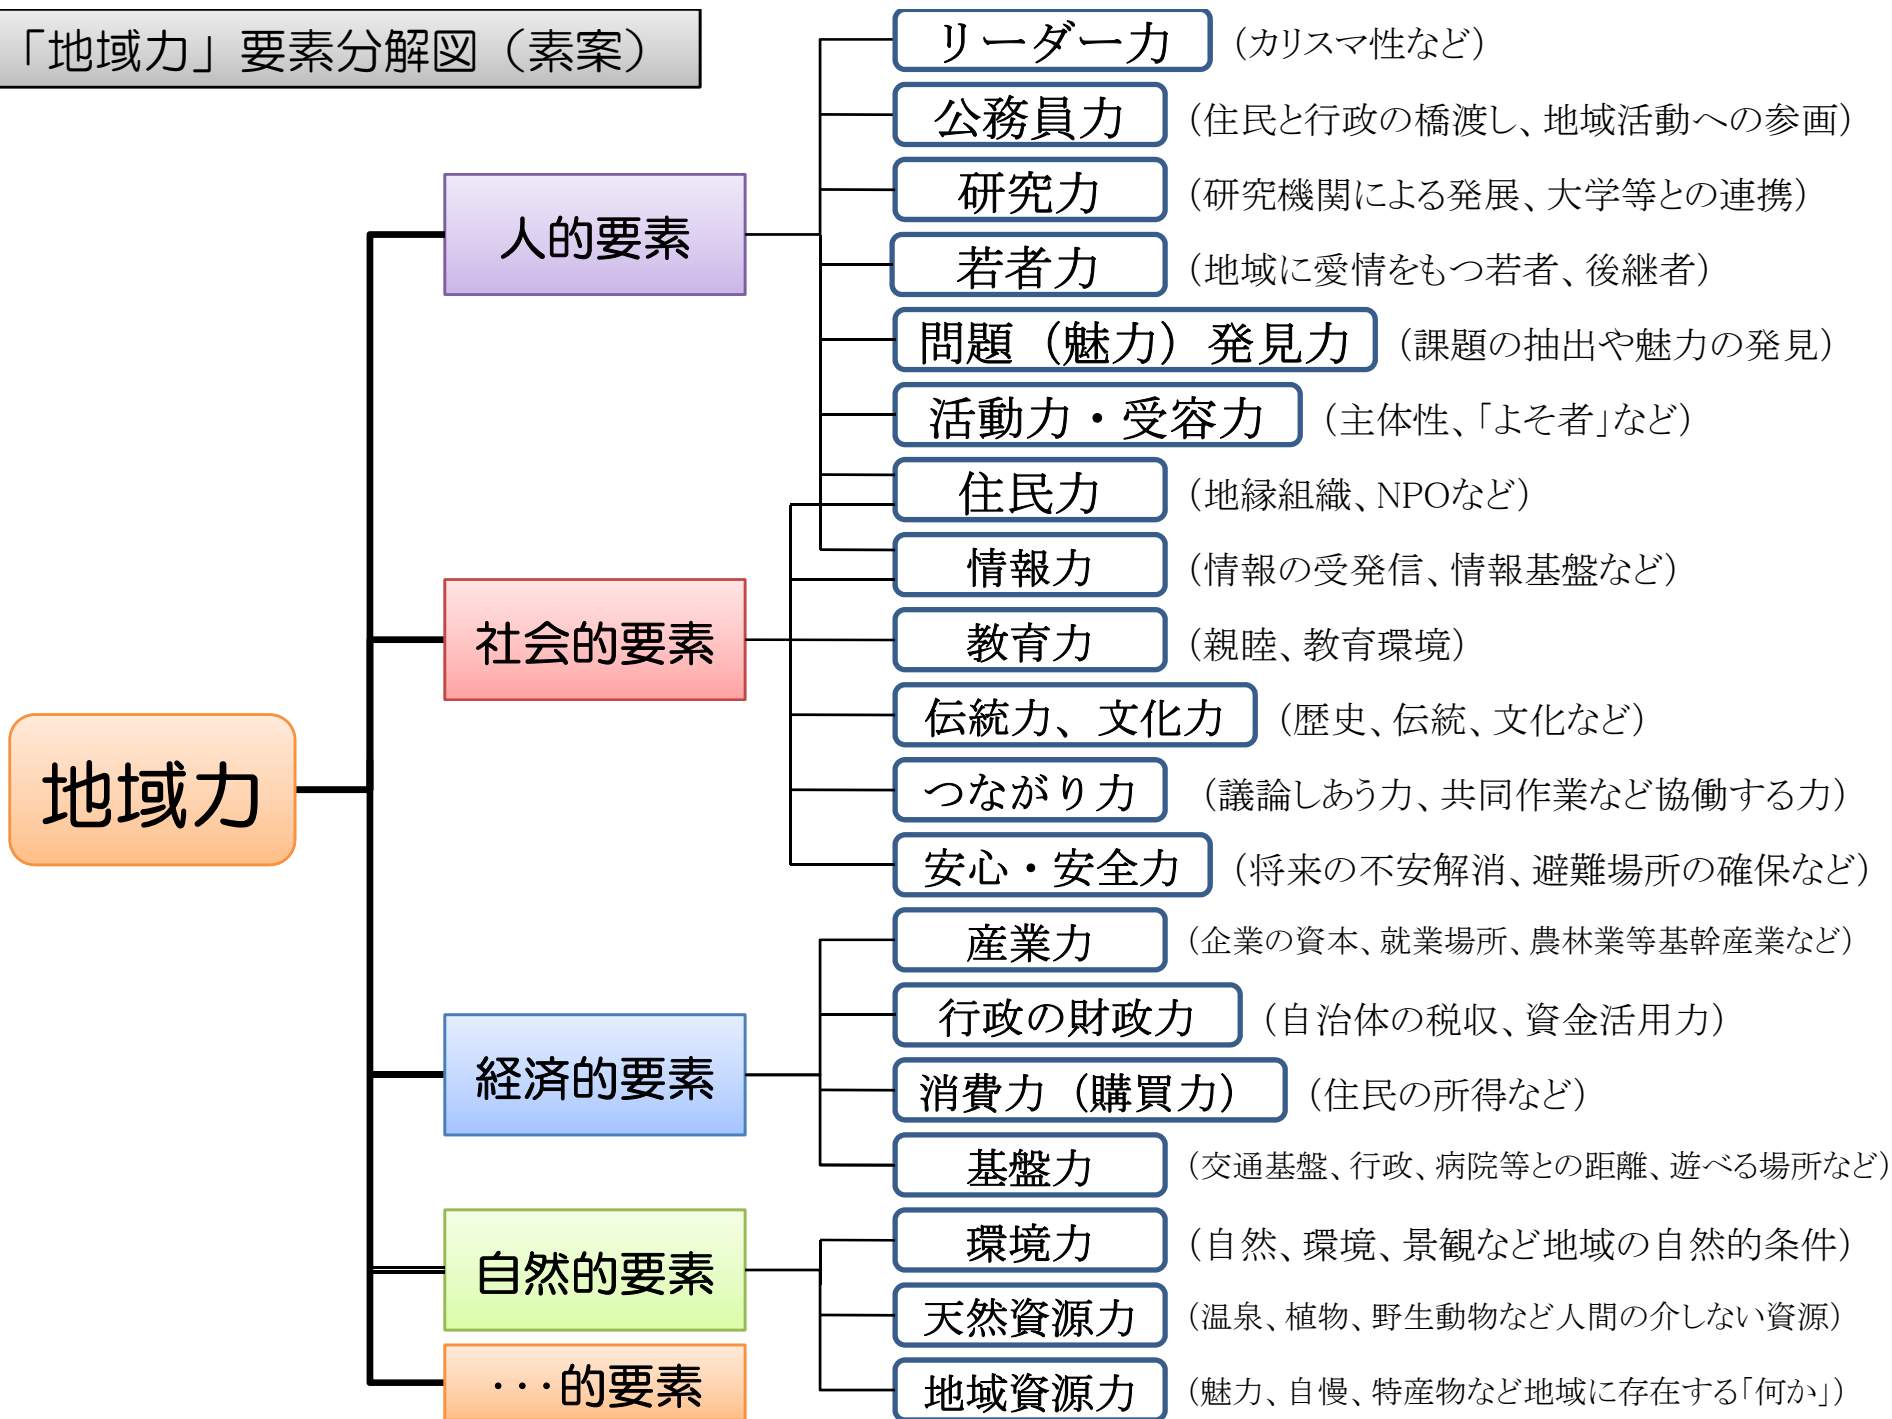 「地域力」要素分解図（素案）
地域力
人的要素
社会的要素
経済的要素
自然的要素
・・・的要素
リーダー力 （カリスマ性など）
公務員力 （住民と行政の橋渡し、地域活動への参画）
研究力 （研究機関による発展、大学等との連携）
若者力 （地域に愛情をもつ若者、後継者）
問題（魅力）発見力 （課題の抽出や魅力の発見）
活動力・受容力 （主体性、「よそ者」など）
住民力 （地縁組織、NPOなど）
情報力 （情報の受発信、情報基盤など）
教育力 （親睦、教育環境）
伝統力、文化力 （歴史、伝統、文化など）
つながり力 （議論しあう力、共同作業など協働する力）
安心・安全力 （将来の不安解消、避難場所の確保など）
産業力 （企業の資本、就業場所、農林業等基幹産業など）
行政の財政力 （自治体の税収、資金活用力）
消費力（購買力） （住民の所得など）
基盤力 （交通基盤、行政、病院等との距離、遊べる場所など）
環境力 （自然、環境、景観など地域の自然的条件）
天然資源力 （温泉、植物、野生動物など人間の介しない資源）
地域資源力 （魅力、自慢、特産物など地域に存在する「何か」）